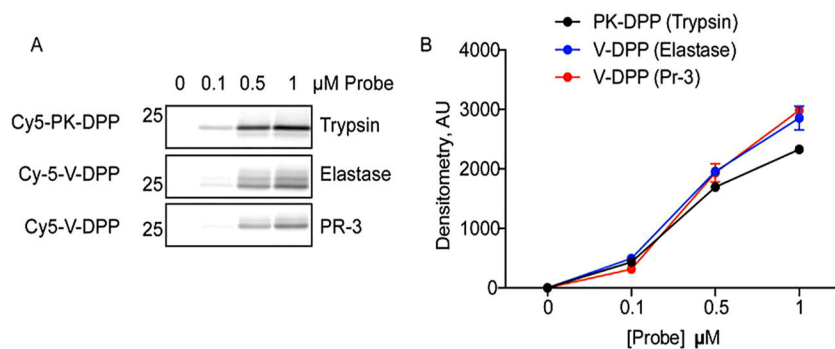 A
0 0.1 0.5 1 µM Probe
Cy5-PK-DPP 25 Trypsin
Cy-5-V-DPP 25 Elastase
Cy5-V-DPP 25 PR-3
B
PK-DPP (Trypsin)
V-DPP (Elastase)
V-DPP (Pr-3)
Densitometry, AU
4000
3000
2000
1000
0
0 0.1 0.5 1
[Probe] µM